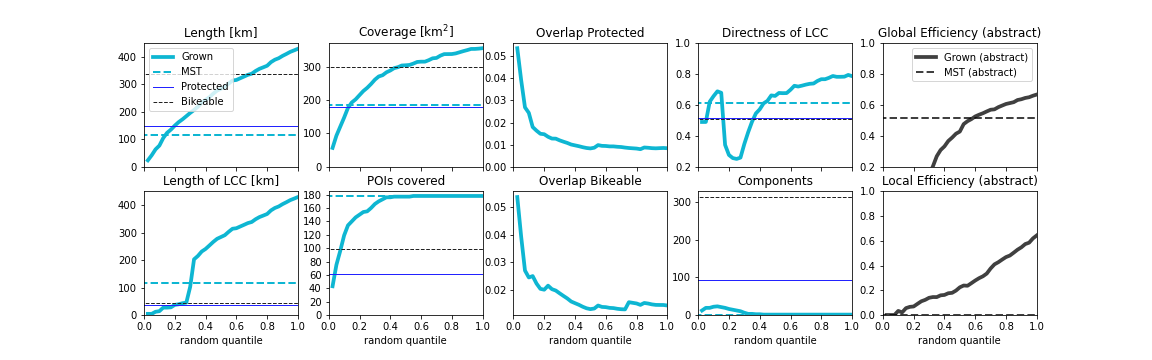 Length [km]
400
300
200
100
0
Grown
MST
Protected
Bikeable
Coverage [km²]
300
200
100
0
Overlap Protected
0.05
0.04
0.03
0.02
0.01
Directness of LCC
1.0
0.8
0.6
0.4
0.2
Global Efficiency (abstract)
1.0
0.8
0.6
0.4
0.2
Grown (abstract)
MST (abstract)
Length of LCC [km]
400
300
200
100
0
0.0 0.2 0.4 0.6 0.8 1.0
random quantile
POIs covered
180
160
140
120
100
80
60
40
20
0
0.0 0.2 0.4 0.6 0.8 1.0
random quantile
Overlap Bikeable
0.05
0.04
0.03
0.02
0.0 0.2 0.4 0.6 0.8 1.0
random quantile
Components
300
200
100
0
0.0 0.2 0.4 0.6 0.8 1.0
random quantile
Local Efficiency (abstract)
1.0
0.8
0.6
0.4
0.2
0.0
0.0 0.2 0.4 0.6 0.8 1.0
random quantile